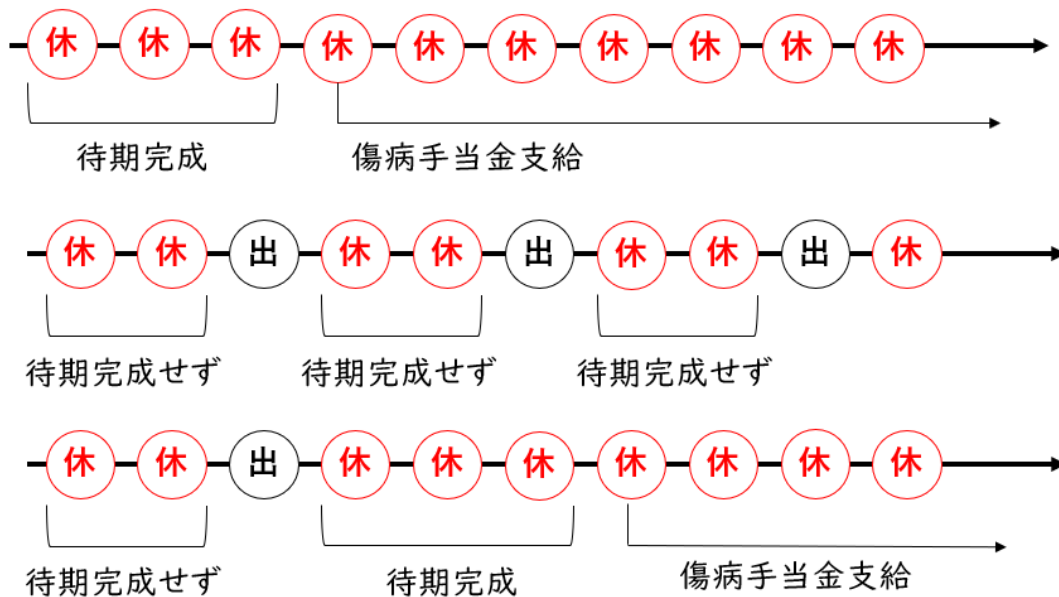 休 休 休 休 休 休 休 休 休 休
待期完成 傷病手当金支給
休 休 出 休 休 出 休 休 出 休
待期完成せず 待期完成せず 待期完成せず
休 休 出 休 休 休 休 休 休 休
待期完成せず 待期完成 傷病手当金支給